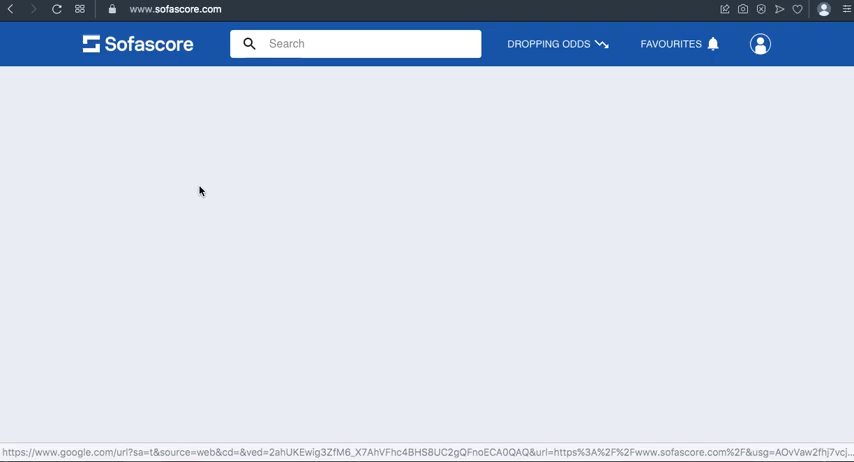 www.sofascore.com
Sofascore
Search
DROPPING ODDS
FAVOURITES
https://www.google.com/url?sa=t&source=web&cd=&ved=2ahUKEwig3ZfM6_X7AhVFhc4BHS8UC2gQFnoECA0QAQ&url=https%3A%2F%2Fwww.sofascore.com%2F&usg=AOvVaw2fhj7vcj...